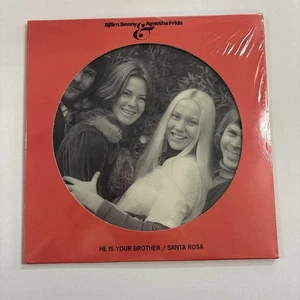 Björn Benny & Agnetha Frida
HE IS YOUR BROTHER / SANTA ROSA